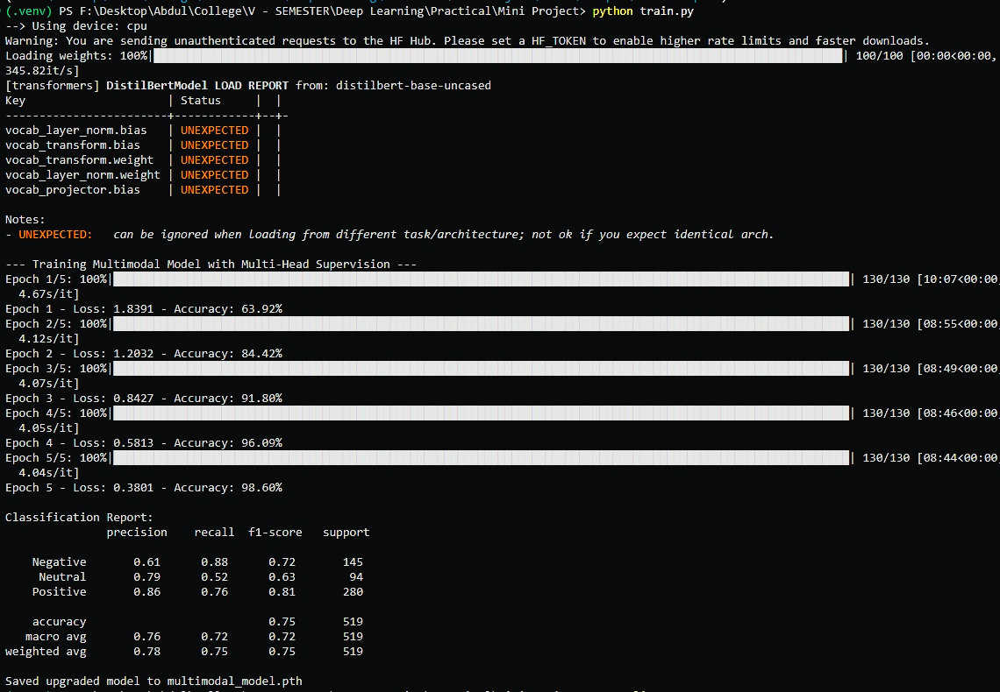 (.venv) PS F:\Desktop\Abdul\College\V - SEMESTER\Deep Learning\Practical\Mini Project> python train.py
--> Using device: cpu
Warning: You are sending unauthenticated requests to the HF Hub. Please set a HF_TOKEN to enable higher rate limits and faster downloads.
Loading weights: 100%| | 100/100 [00:00<00:00,
345.82it/s]
[transformers] DistilBertModel LOAD REPORT from: distilbert-base-uncased
Key                     | Status     |  |
------------------------+------------+--+-
vocab_layer_norm.bias   | UNEXPECTED |  |
vocab_transform.bias    | UNEXPECTED |  |
vocab_transform.weight  | UNEXPECTED |  |
vocab_layer_norm.weight | UNEXPECTED |  |
vocab_projector.bias    | UNEXPECTED |  |
Notes:
- UNEXPECTED:   can be ignored when loading from different task/architecture; not ok if you expect identical arch.
--- Training Multimodal Model with Multi-Head Supervision ---
Epoch 1/5: 100%| | 130/130 [10:07<00:00,
4.67s/it]
Epoch 1 - Loss: 1.8391 - Accuracy: 63.92%
Epoch 2/5: 100%| | 130/130 [08:55<00:00,
4.12s/it]
Epoch 2 - Loss: 1.2032 - Accuracy: 84.42%
Epoch 3/5: 100%| | 130/130 [08:49<00:00,
4.07s/it]
Epoch 3 - Loss: 0.8427 - Accuracy: 91.80%
Epoch 4/5: 100%| | 130/130 [08:46<00:00,
4.05s/it]
Epoch 4 - Loss: 0.5813 - Accuracy: 96.09%
Epoch 5/5: 100%| | 130/130 [08:44<00:00,
4.04s/it]
Epoch 5 - Loss: 0.3801 - Accuracy: 98.60%
Classification Report:
precision    recall  f1-score   support
Negative       0.61      0.88      0.72       145
Neutral       0.79      0.52      0.63        94
Positive       0.86      0.76      0.81       280
accuracy                           0.75       519
macro avg       0.76      0.72      0.72       519
weighted avg       0.78      0.75      0.75       519
Saved upgraded model to multimodal_model.pth